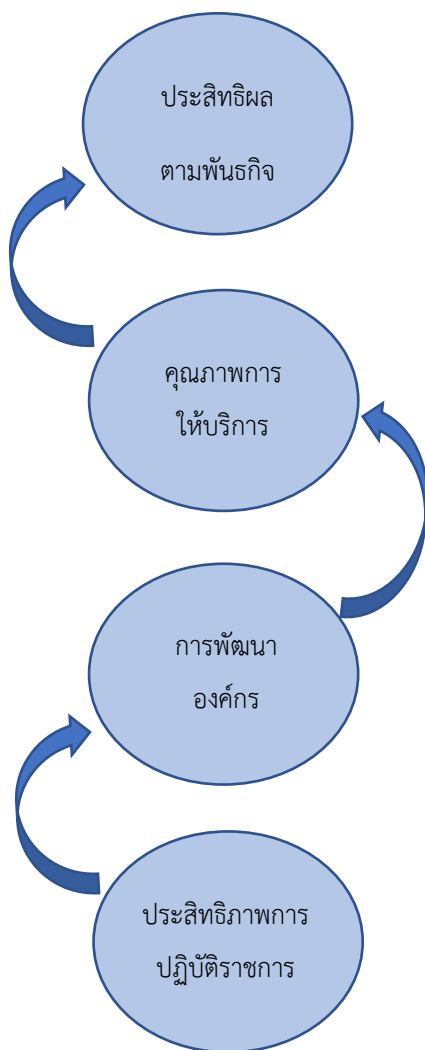 ประสิทธิผล
ตามพันธกิจ
คุณภาพการ
ให้บริการ
การพัฒนา
องค์กร
ประสิทธิภาพการ
ปฏิบัติราชการ